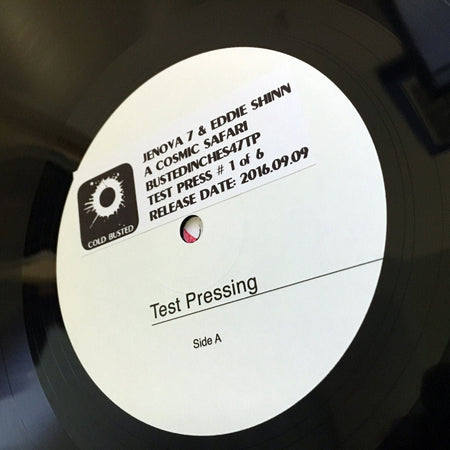 JENOVA 7 & EDDIE SHINN
A COSMIC SAFARI
BUSTEDINCHES47TP
TEST PRESS # 1 of 6
RELEASE DATE: 2016.09.09
COLD BUSTED
Test Pressing
Side A